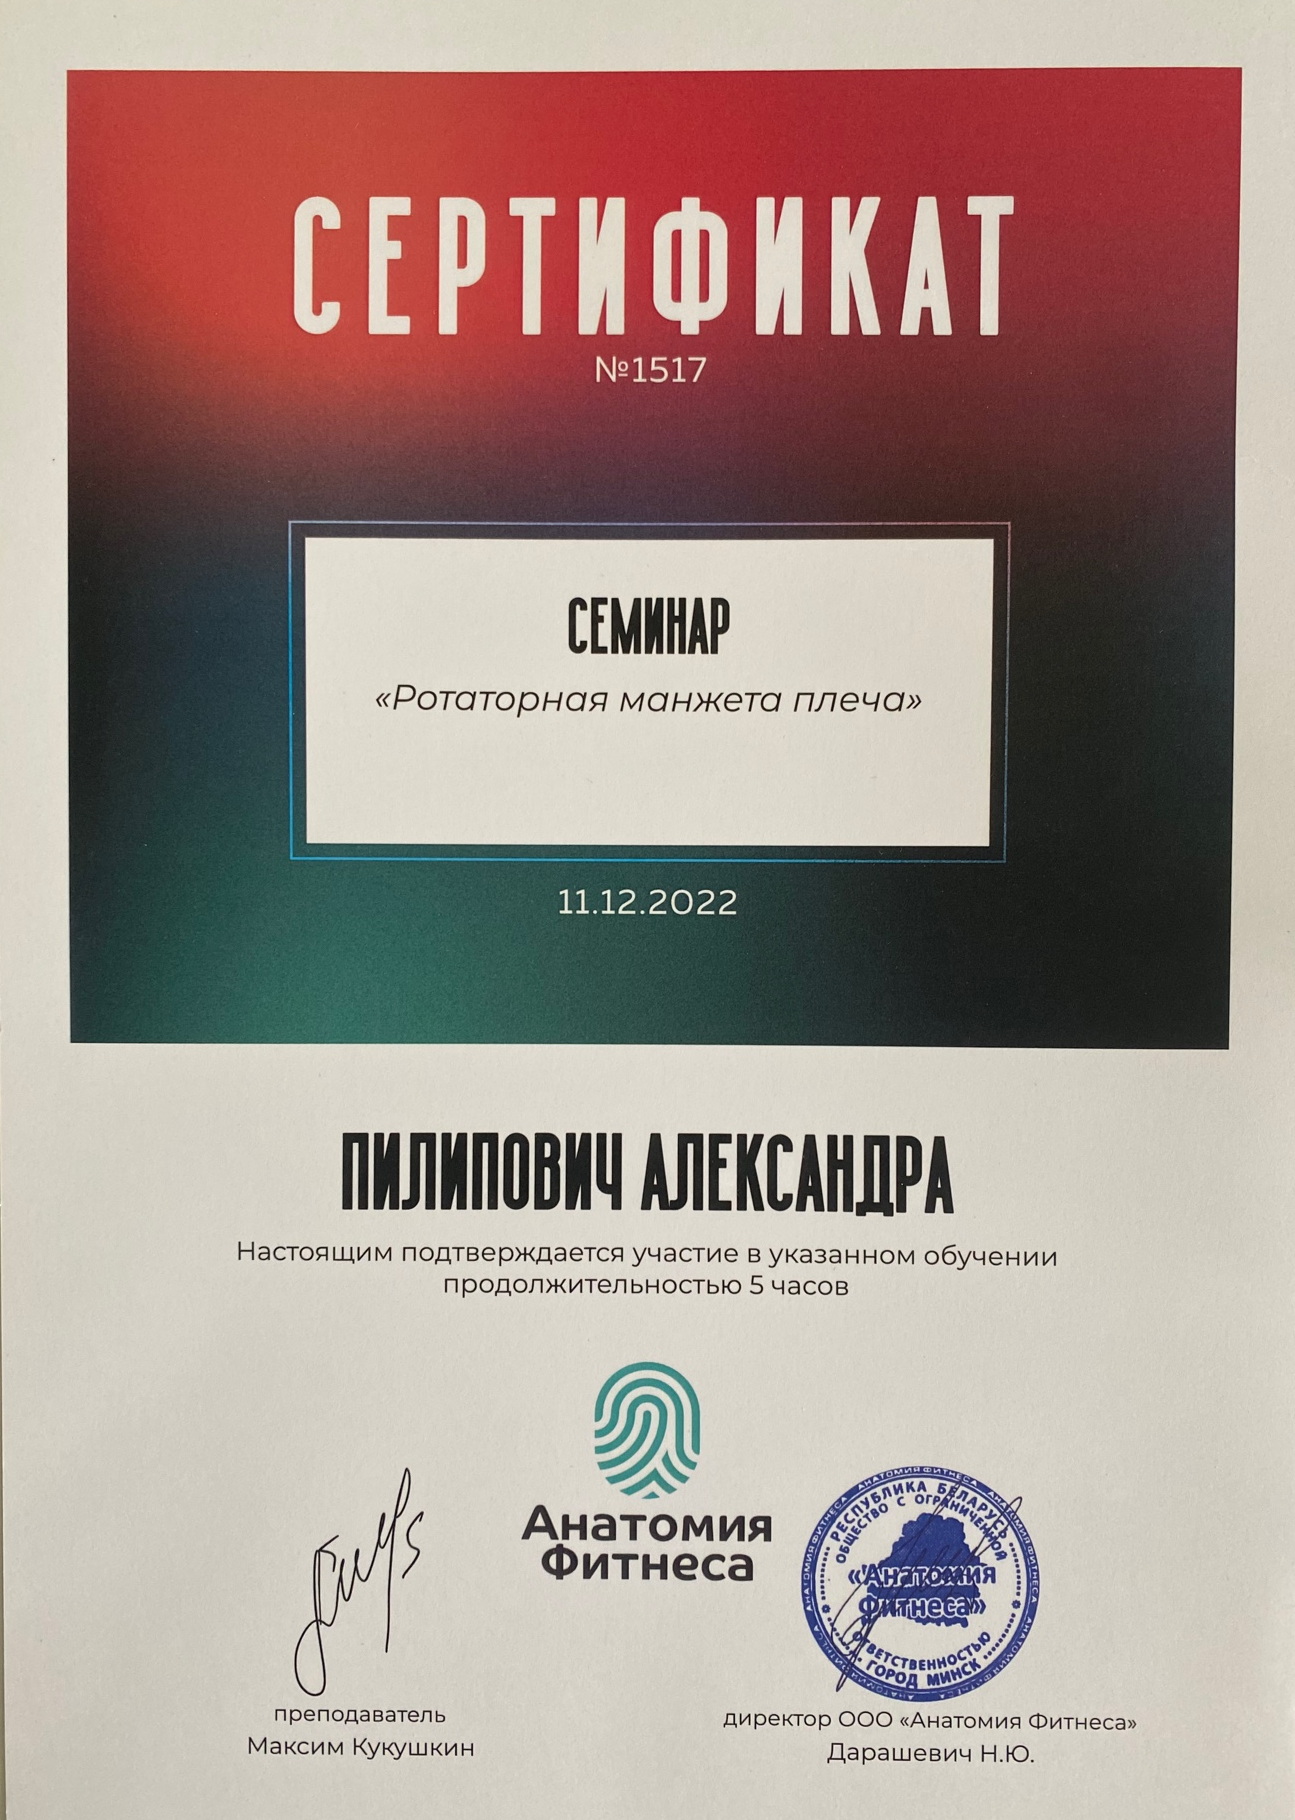 СЕРТИФИКАТ
№1517
СЕМИНАР
«Ротаторная манжета плеча»
11.12.2022
ПИЛИПОВИЧ АЛЕКСАНДРА
Настоящим подтверждается участие в указанном обучении
продолжительностью 5 часов
Анатомия
Фитнеса
АНАТОМИЯ ФИТНЕСА
РЕСПУБЛИКА БЕЛАРУСЬ
ОБЩЕСТВО С ОГРАНИЧЕННОЙ
«Анатомия
Фитнеса»
ОТВЕТСТВЕННОСТЬЮ
ГОРОД МИНСК
преподаватель
Максим Кукушкин
директор ООО «Анатомия Фитнеса»
Дарашевич Н.Ю.